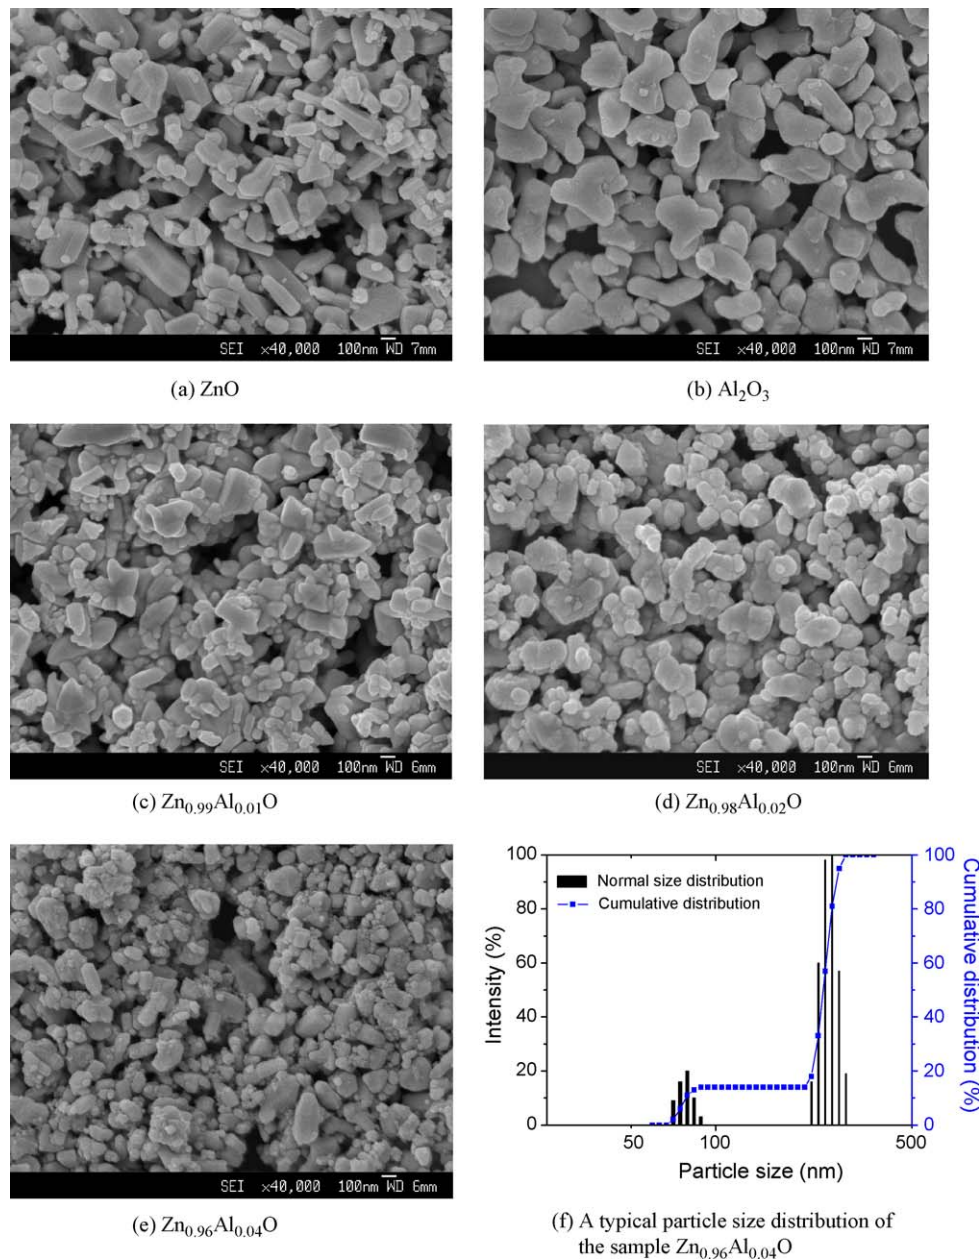 SEI ×40,000 100nm WD 7mm
(a) ZnO
SEI ×40,000 100nm WD 7mm
(b) Al₂O₃
SEI ×40,000 100nm WD 6mm
(c) Zn₀.₉₉Al₀.₀₁O
SEI ×40,000 100nm WD 6mm
(d) Zn₀.₉₈Al₀.₀₂O
SEI ×40,000 100nm WD 6mm
(e) Zn₀.₉₆Al₀.₀₄O
100
80
60
40
20
0
Intensity (%)
Normal size distribution
Cumulative distribution
100
80
60
40
20
0
Cumulative distribution (%)
50 100 500
Particle size (nm)
(f) A typical particle size distribution of
the sample Zn₀.₉₆Al₀.₀₄O